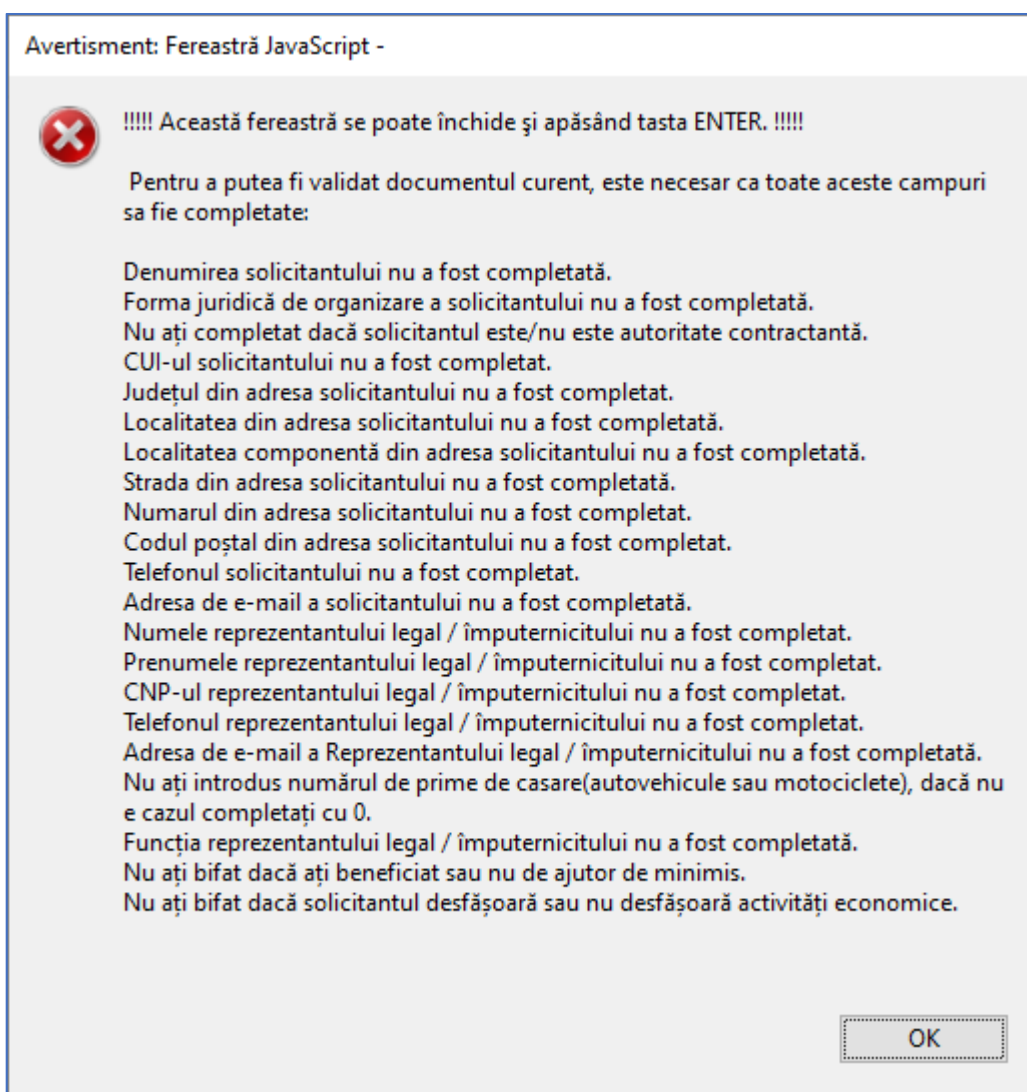 Avertisment: Fereastră JavaScript -
!!!!! Această fereastră se poate închide şi apăsând tasta ENTER. !!!!!
Pentru a putea fi validat documentul curent, este necesar ca toate aceste campuri
sa fie completate:
Denumirea solicitantului nu a fost completată.
Forma juridică de organizare a solicitantului nu a fost completată.
Nu ați completat dacă solicitantul este/nu este autoritate contractantă.
CUI-ul solicitantului nu a fost completat.
Județul din adresa solicitantului nu a fost completat.
Localitatea din adresa solicitantului nu a fost completată.
Localitatea componentă din adresa solicitantului nu a fost completată.
Strada din adresa solicitantului nu a fost completată.
Numarul din adresa solicitantului nu a fost completat.
Codul poștal din adresa solicitantului nu a fost completat.
Telefonul solicitantului nu a fost completat.
Adresa de e-mail a solicitantului nu a fost completată.
Numele reprezentantului legal / împuternicitului nu a fost completat.
Prenumele reprezentantului legal / împuternicitului nu a fost completat.
CNP-ul reprezentantului legal / împuternicitului nu a fost completat.
Telefonul reprezentantului legal / împuternicitului nu a fost completat.
Adresa de e-mail a Reprezentantului legal / împuternicitului nu a fost completată.
Nu ați introdus numărul de prime de casare(autovehicule sau motociclete), dacă nu
e cazul completați cu 0.
Funcția reprezentantului legal / împuternicitului nu a fost completată.
Nu ați bifat dacă ați beneficiat sau nu de ajutor de minimis.
Nu ați bifat dacă solicitantul desfășoară sau nu desfășoară activități economice.
OK